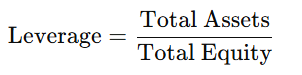 Leverage = Total Assets / Total Equity